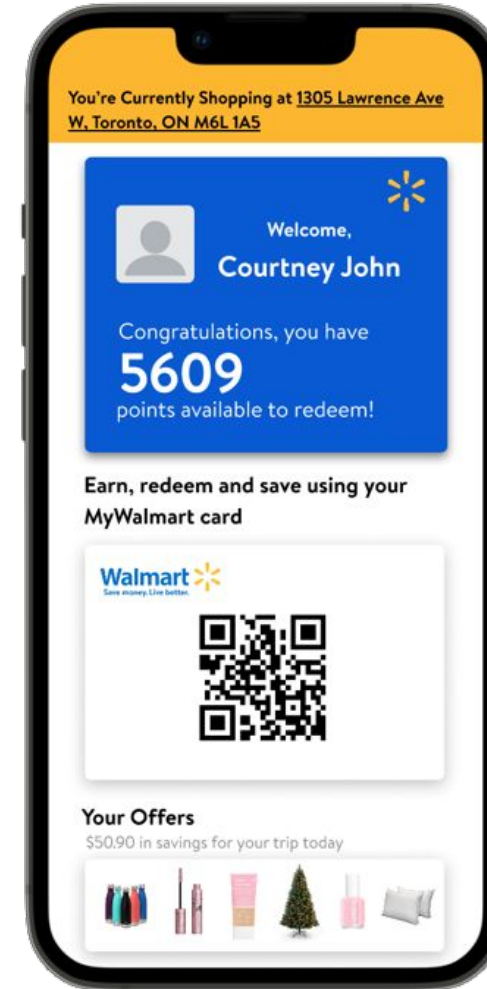 You're Currently Shopping at 1305 Lawrence Ave
W, Toronto, ON M6L 1A5
Welcome,
Courtney John
Congratulations, you have
5609
points available to redeem!
Earn, redeem and save using your
MyWalmart card
Walmart
Save money. Live better.
Your Offers
$50.90 in savings for your trip today